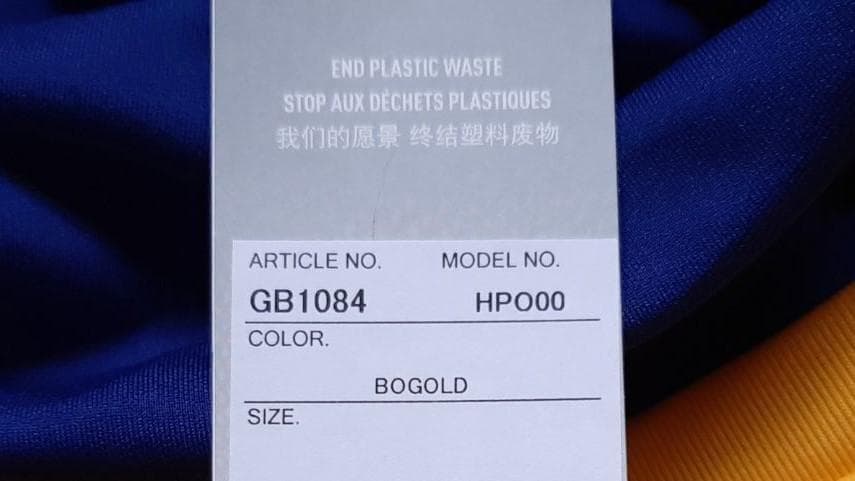 END PLASTIC WASTE
STOP AUX DÉCHETS PLASTIQUES
我们的愿景 终结塑料废物
ARTICLE NO. MODEL NO.
GB1084 HPO00
COLOR.
BOGOLD
SIZE.